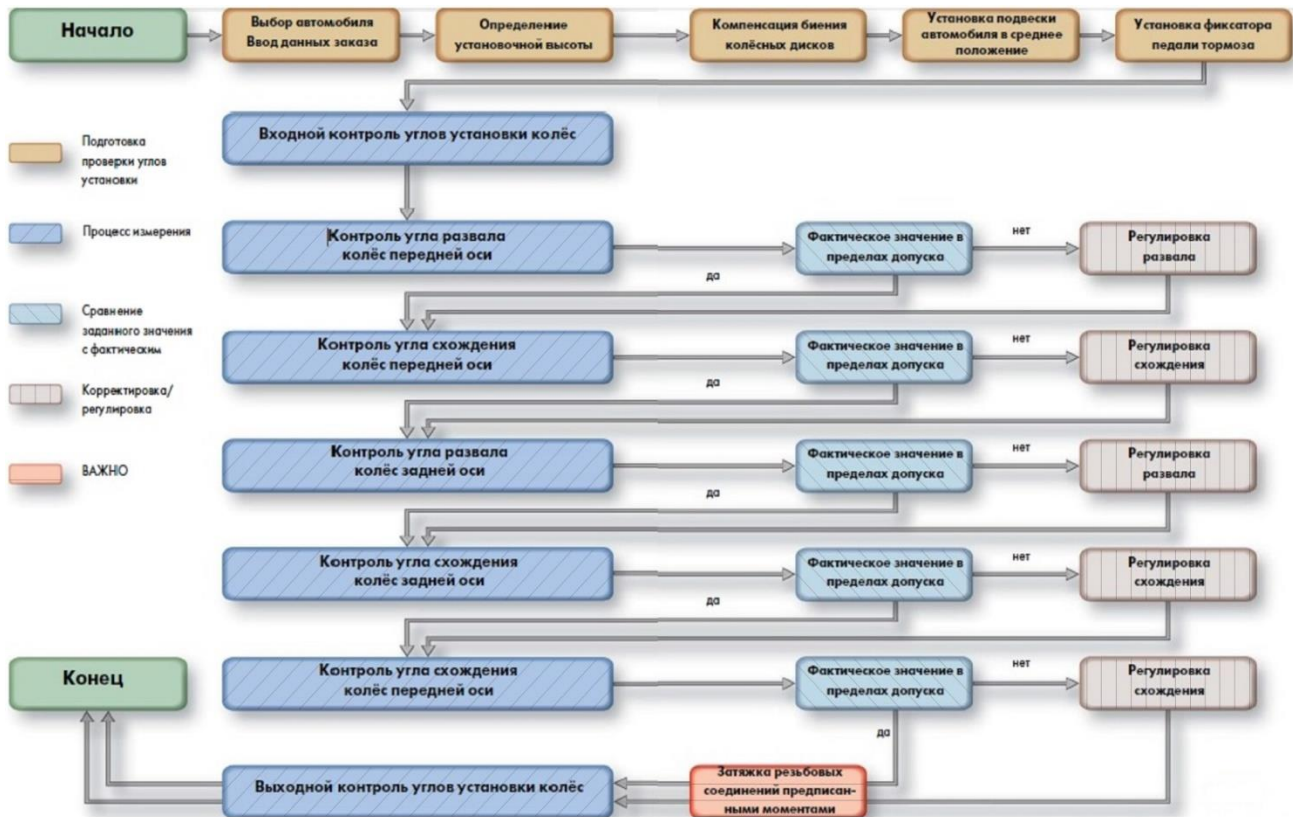 Начало
Выбор автомобиля
Ввод данных заказа
Определение
установочной высоты
Компенсация биения
колёсных дисков
Установка подвески
автомобиля в среднее
положение
Установка фиксатора
педали тормоза
Входной контроль углов установки колёс
Подготовка
проверки углов
установки
Процесс измерения
Контроль угла развала
колёс передней оси
Фактическое значение в
пределах допуска
нет
Регулировка
развала
да
Сравнение
заданного значения
с фактическим
Контроль угла схождения
колёс передней оси
Фактическое значение в
пределах допуска
нет
Регулировка
схождения
да
Корректировка/
регулировка
Контроль угла развала
колёс задней оси
Фактическое значение в
пределах допуска
нет
Регулировка
развала
да
ВАЖНО
Контроль угла схождения
колёс задней оси
Фактическое значение в
пределах допуска
нет
Регулировка
схождения
да
Контроль угла схождения
колёс передней оси
Фактическое значение в
пределах допуска
нет
Регулировка
схождения
да
Конец
Выходной контроль углов установки колёс
Затяжка резьбовых
соединений предписан-
ными моментами